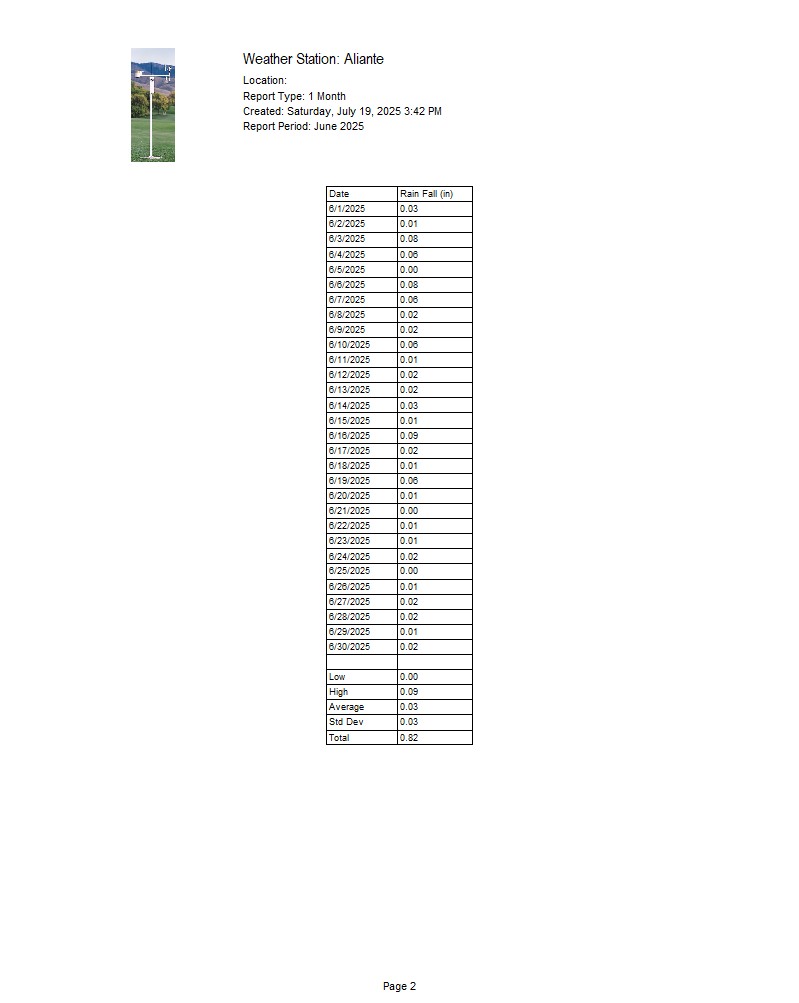 Weather Station: Aliante
Location:
Report Type: 1 Month
Created: Saturday, July 19, 2025 3:42 PM
Report Period: June 2025
Date Rain Fall (in)
6/1/2025 0.03
6/2/2025 0.01
6/3/2025 0.08
6/4/2025 0.06
6/5/2025 0.00
6/6/2025 0.08
6/7/2025 0.06
6/8/2025 0.02
6/9/2025 0.02
6/10/2025 0.06
6/11/2025 0.01
6/12/2025 0.02
6/13/2025 0.02
6/14/2025 0.03
6/15/2025 0.01
6/16/2025 0.09
6/17/2025 0.02
6/18/2025 0.01
6/19/2025 0.06
6/20/2025 0.01
6/21/2025 0.00
6/22/2025 0.01
6/23/2025 0.01
6/24/2025 0.02
6/25/2025 0.00
6/26/2025 0.01
6/27/2025 0.02
6/28/2025 0.02
6/29/2025 0.01
6/30/2025 0.02
Low 0.00
High 0.09
Average 0.03
Std Dev 0.03
Total 0.82
Page 2